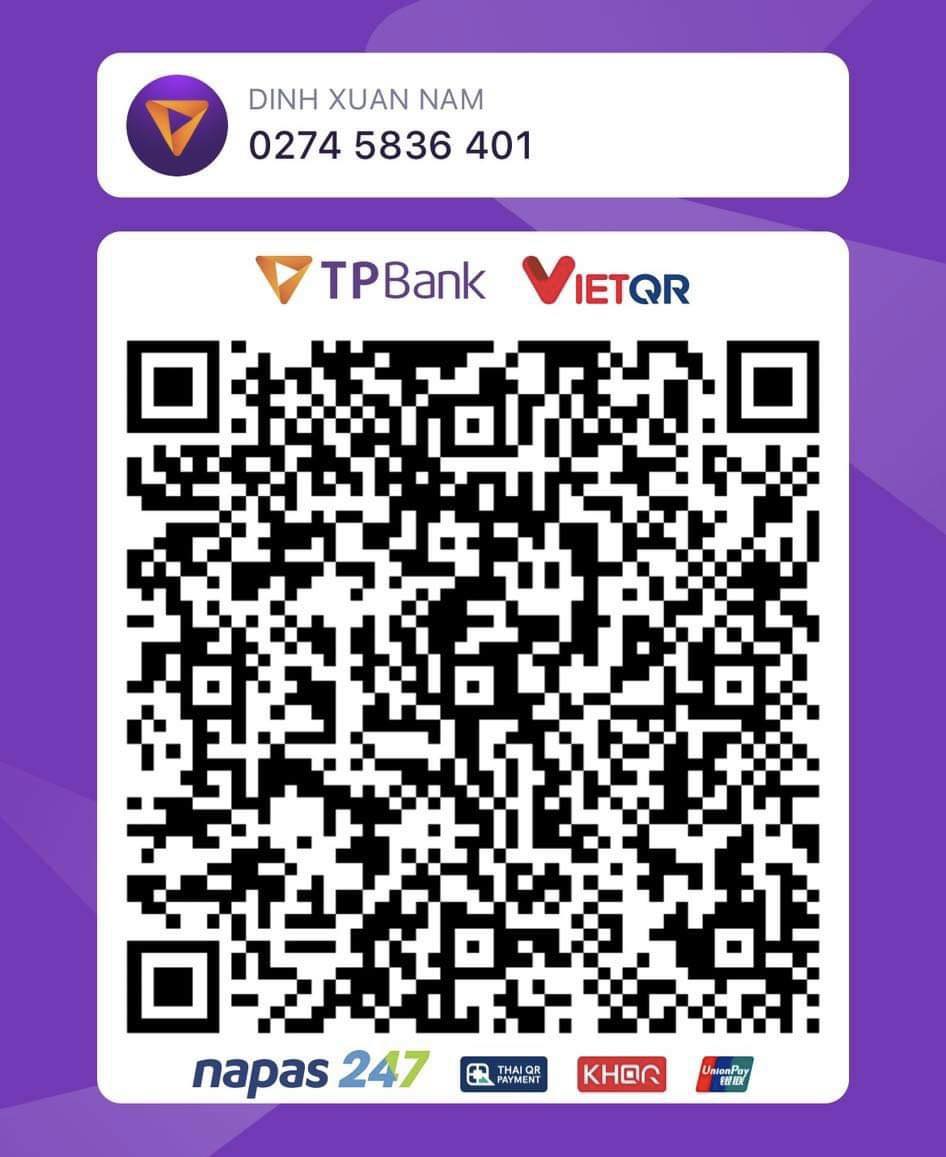 DINH XUAN NAM
0274 5836 401
TPBank VIETQR
napas 247 THAI QR PAYMENT KHQR UnionPay 银联